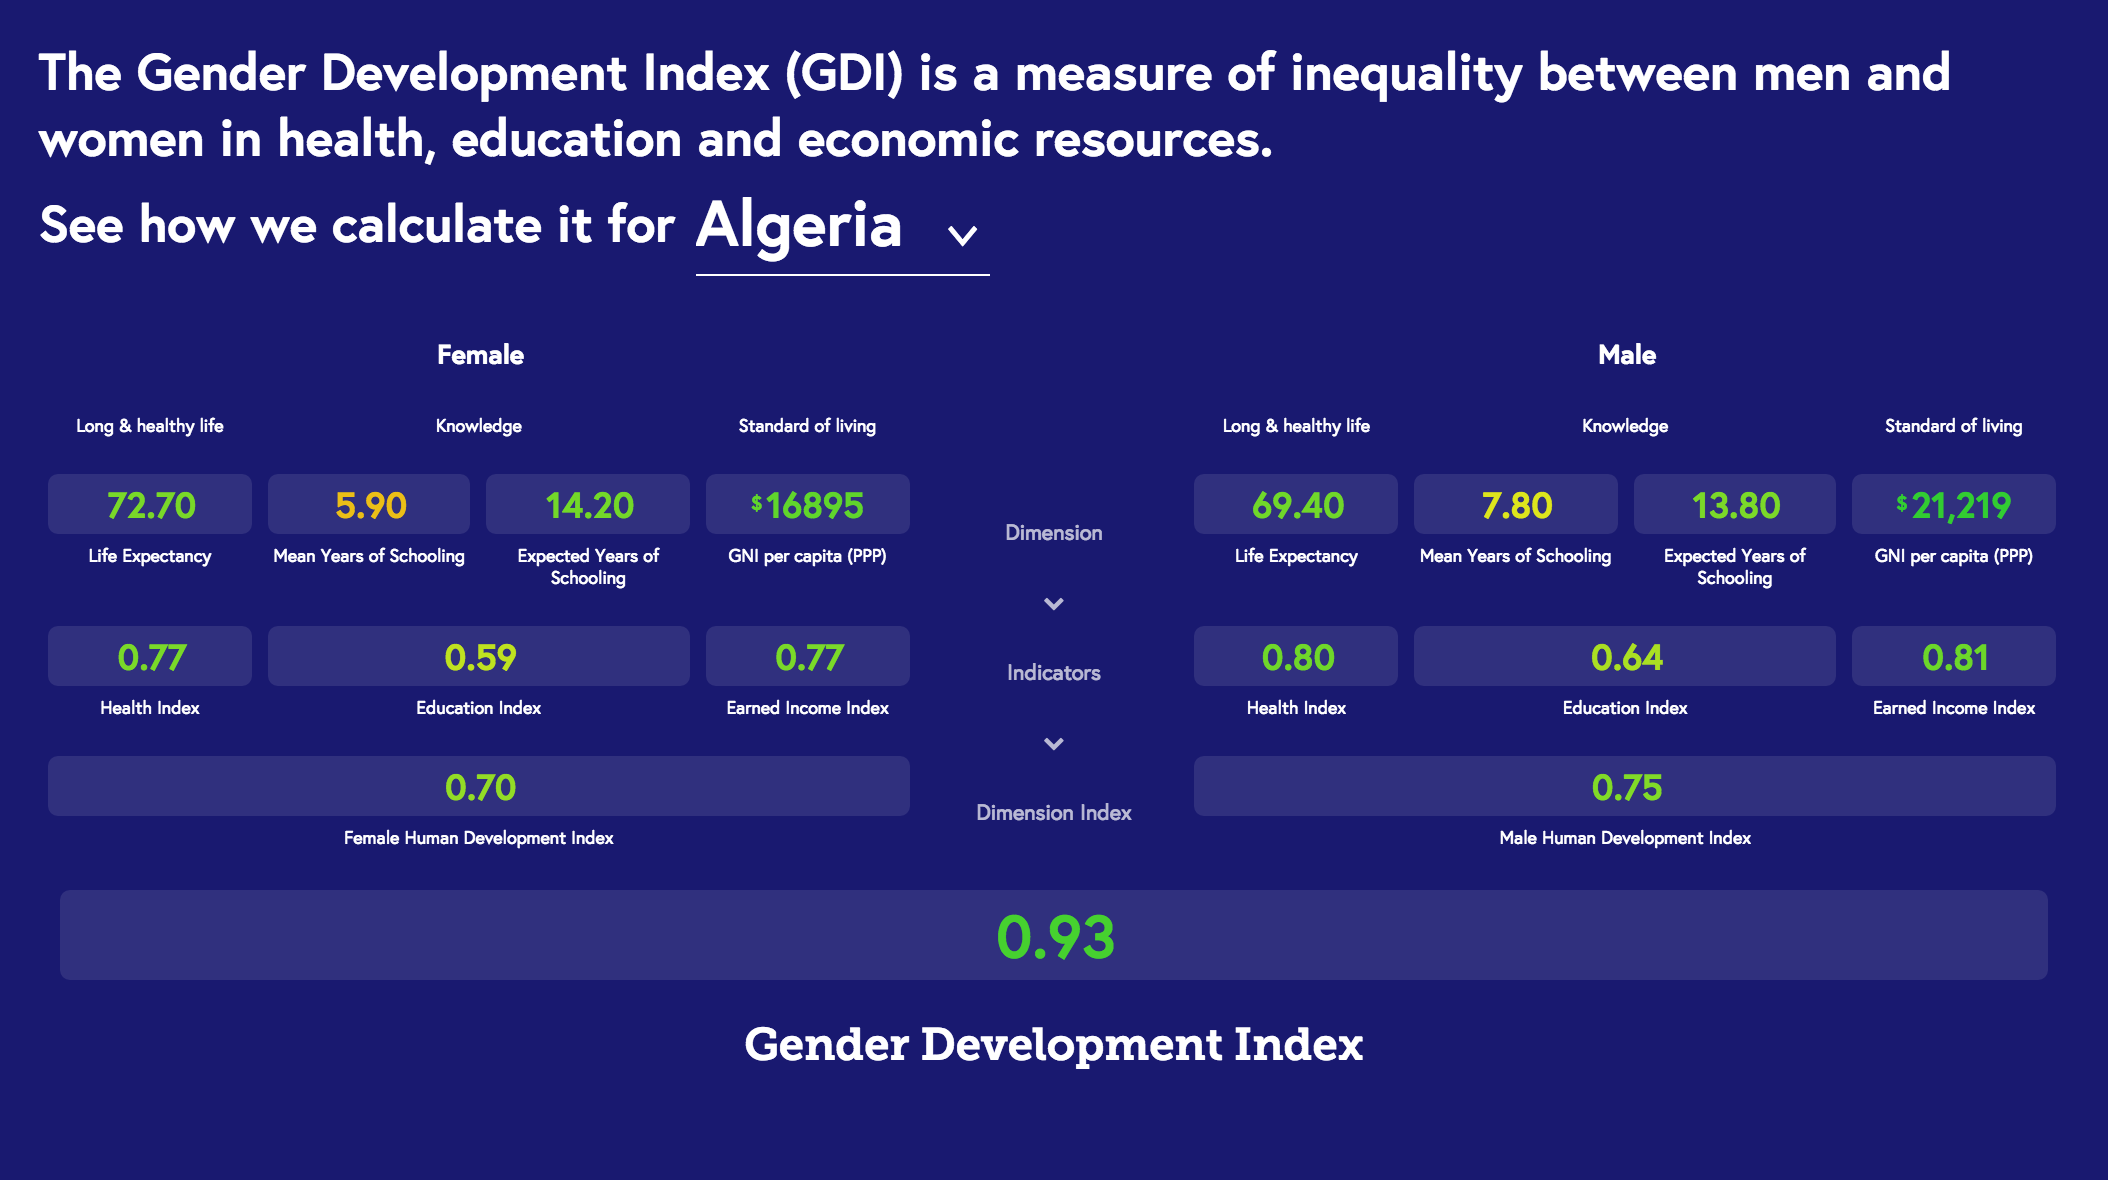 The Gender Development Index (GDI) is a measure of inequality between men and
women in health, education and economic resources.
See how we calculate it for Algeria
Female
Long & healthy life
Knowledge
Standard of living
72.70
Life Expectancy
5.90
Mean Years of Schooling
14.20
Expected Years of
Schooling
$16895
GNI per capita (PPP)
0.77
Health Index
0.59
Education Index
0.77
Earned Income Index
0.70
Female Human Development Index
Dimension
Indicators
Dimension Index
Male
Long & healthy life
Knowledge
Standard of living
69.40
Life Expectancy
7.80
Mean Years of Schooling
13.80
Expected Years of
Schooling
$21,219
GNI per capita (PPP)
0.80
Health Index
0.64
Education Index
0.81
Earned Income Index
0.75
Male Human Development Index
0.93
Gender Development Index